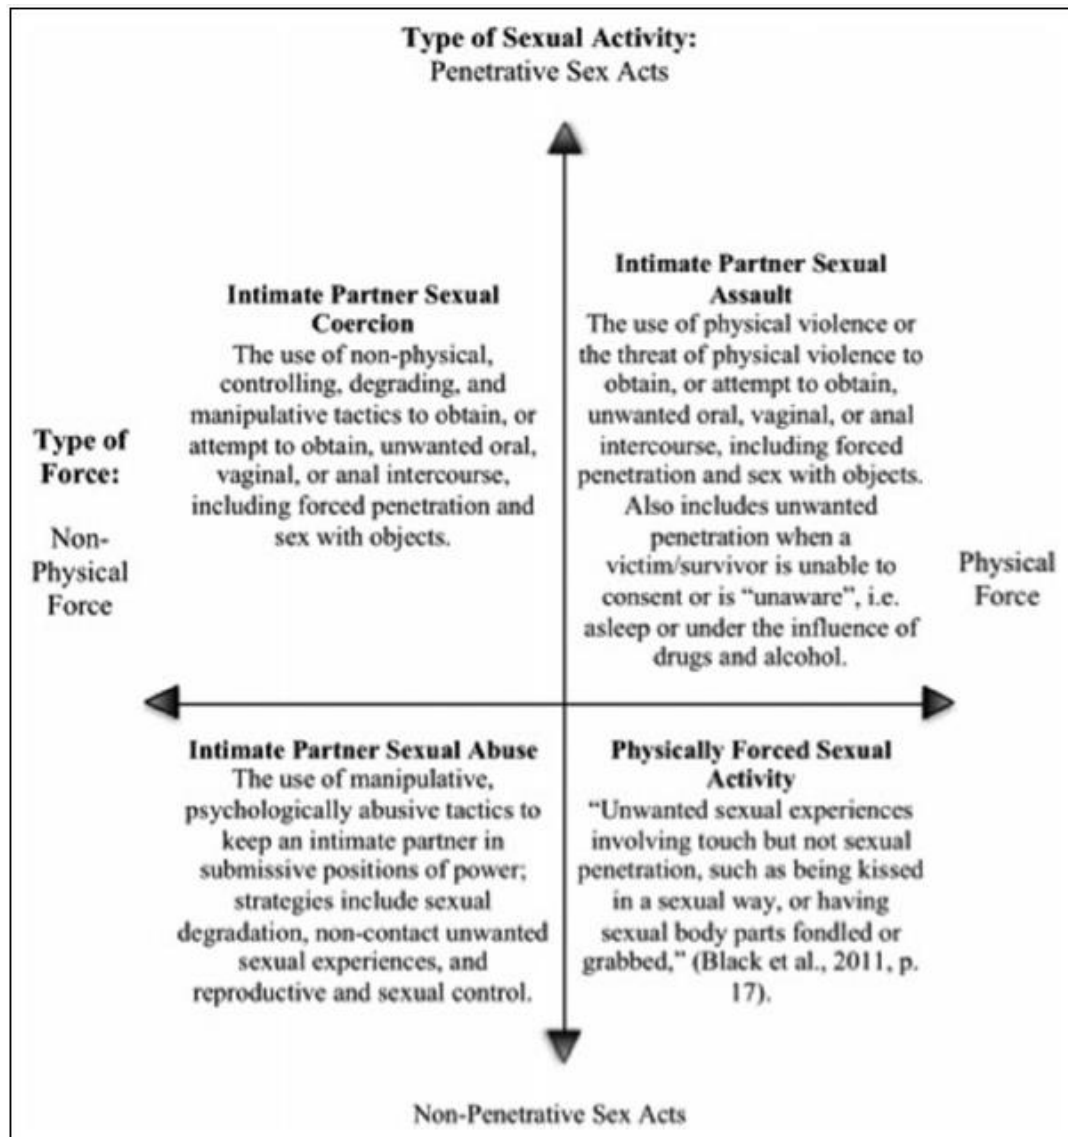 Type of Sexual Activity:
Penetrative Sex Acts
Intimate Partner Sexual
Coercion
The use of non-physical,
controlling, degrading, and
manipulative tactics to obtain, or
attempt to obtain, unwanted oral,
vaginal, or anal intercourse,
including forced penetration and
sex with objects.
Intimate Partner Sexual
Assault
The use of physical violence or
the threat of physical violence to
obtain, or attempt to obtain,
unwanted oral, vaginal, or anal
intercourse, including forced
penetration and sex with objects.
Also includes unwanted
penetration when a
victim/survivor is unable to
consent or is “unaware”, i.e.
asleep or under the influence of
drugs and alcohol.
Type of
Force:
Non-
Physical
Force
Physical
Force
Intimate Partner Sexual Abuse
The use of manipulative,
psychologically abusive tactics to
keep an intimate partner in
submissive positions of power;
strategies include sexual
degradation, non-contact unwanted
sexual experiences, and
reproductive and sexual control.
Physically Forced Sexual
Activity
“Unwanted sexual experiences
involving touch but not sexual
penetration, such as being kissed
in a sexual way, or having
sexual body parts fondled or
grabbed,” (Black et al., 2011, p.
17).
Non-Penetrative Sex Acts